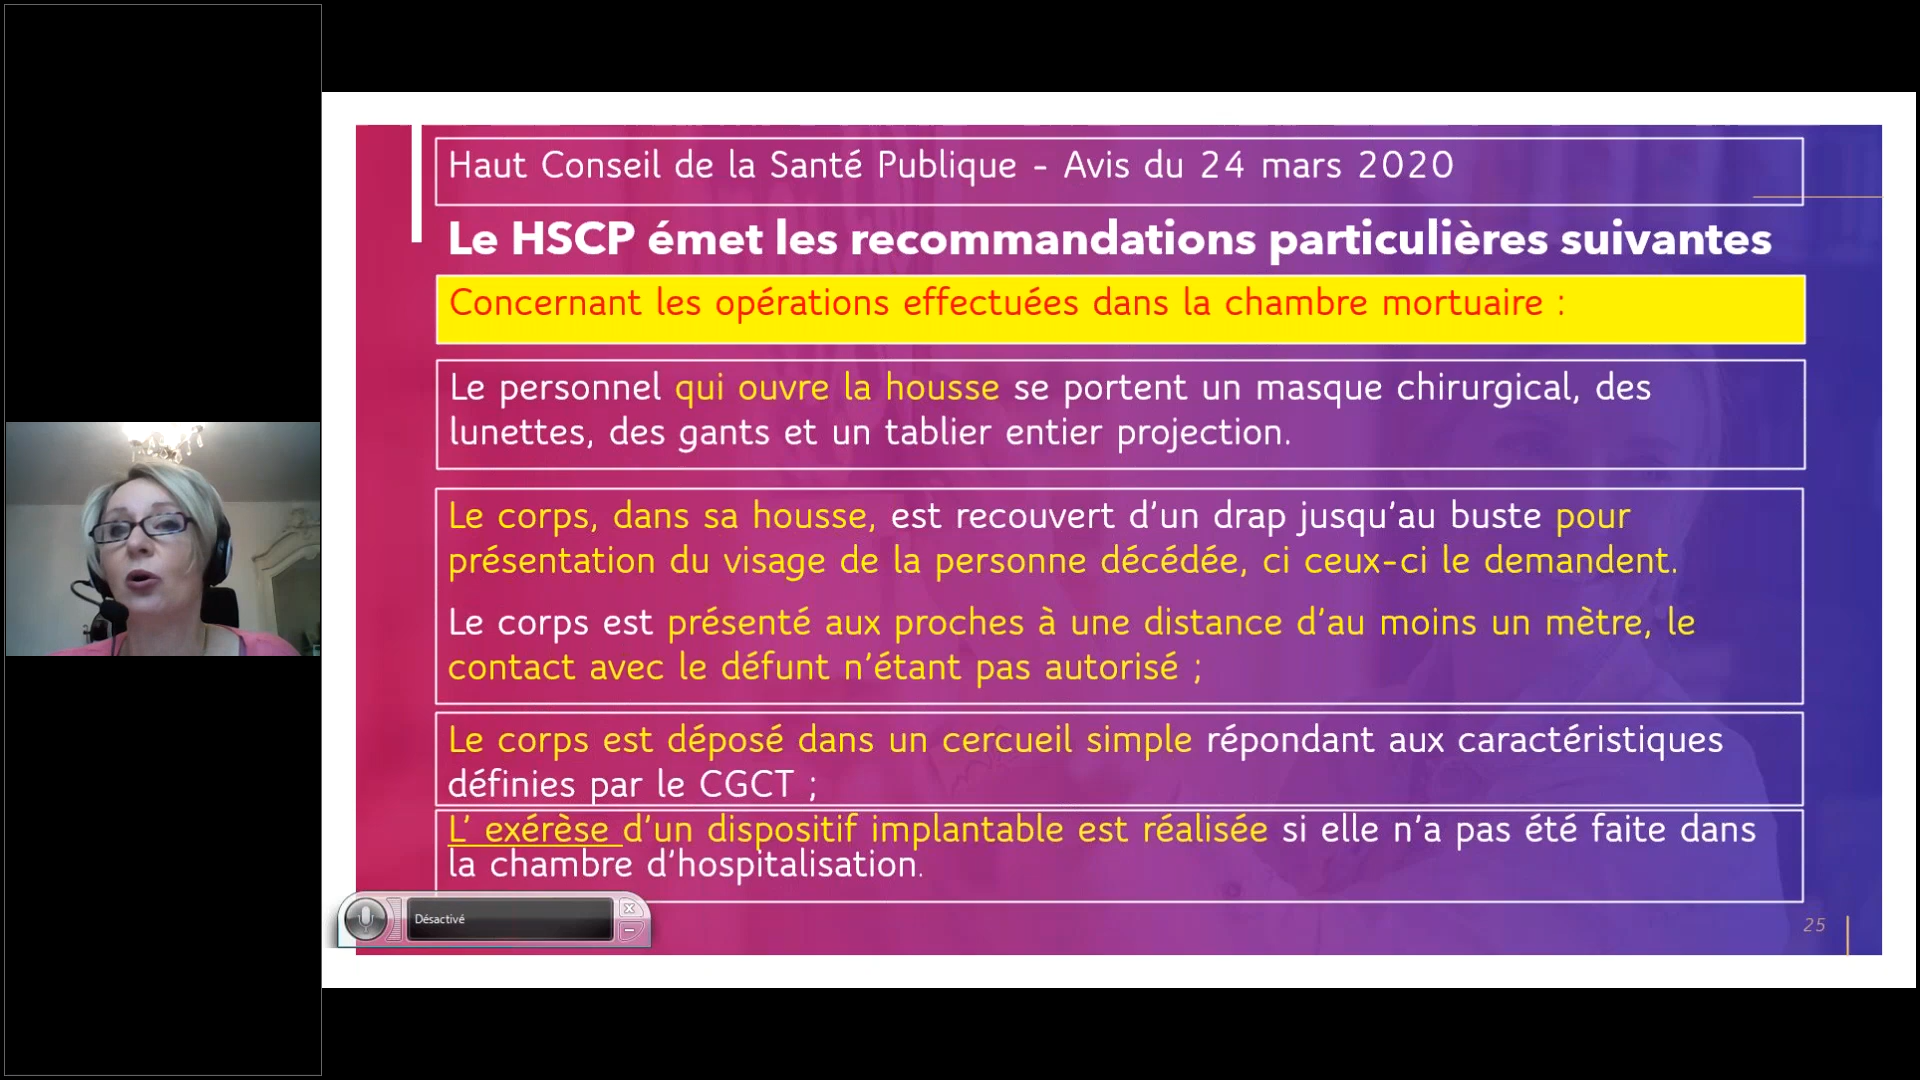 Haut Conseil de la Santé Publique - Avis du 24 mars 2020
Le HSCP émet les recommandations particulières suivantes
Concernant les opérations effectuées dans la chambre mortuaire :
Le personnel qui ouvre la housse se portent un masque chirurgical, des
lunettes, des gants et un tablier entier projection.
Le corps, dans sa housse, est recouvert d’un drap jusqu’au buste pour
présentation du visage de la personne décédée, ci ceux-ci le demandent.
Le corps est présenté aux proches à une distance d’au moins un mètre, le
contact avec le défunt n’étant pas autorisé ;
Le corps est déposé dans un cercueil simple répondant aux caractéristiques
définies par le CGCT ;
L’ exérèse d’un dispositif implantable est réalisée si elle n’a pas été faite dans
la chambre d’hospitalisation.
Désactivé
25